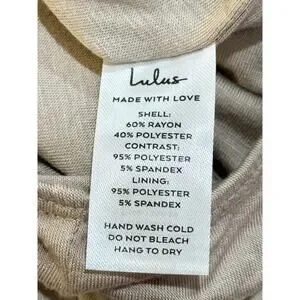 Lulus
MADE WITH LOVE
SHELL:
60% RAYON
40% POLYESTER
CONTRAST:
95% POLYESTER
5% SPANDEX
LINING:
95% POLYESTER
5% SPANDEX
HAND WASH COLD
DO NOT BLEACH
HANG TO DRY